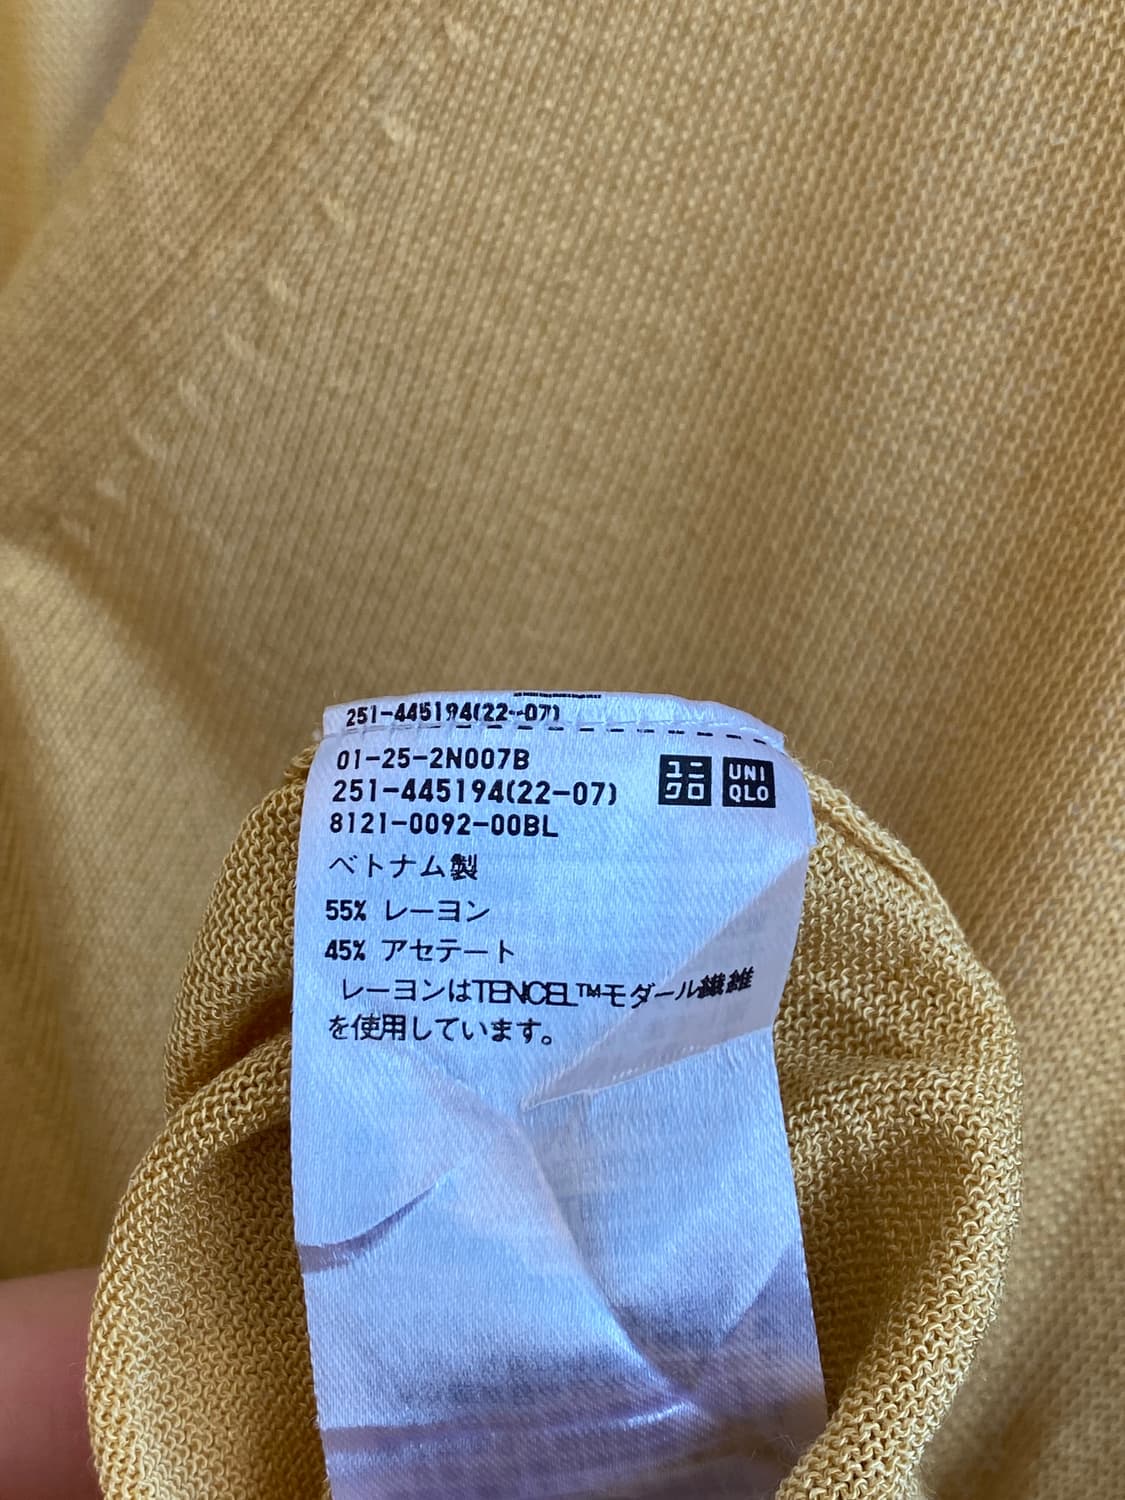 251-445194(22-07)
01-25-2N007B
251-445194(22-07)
ユニ
クロ
UNI
QLO
8121-0092-00BL
ベトナム製
55% レーヨン
45% アセテート
レーヨンはTENCEL™モダール繊維
を使用しています。